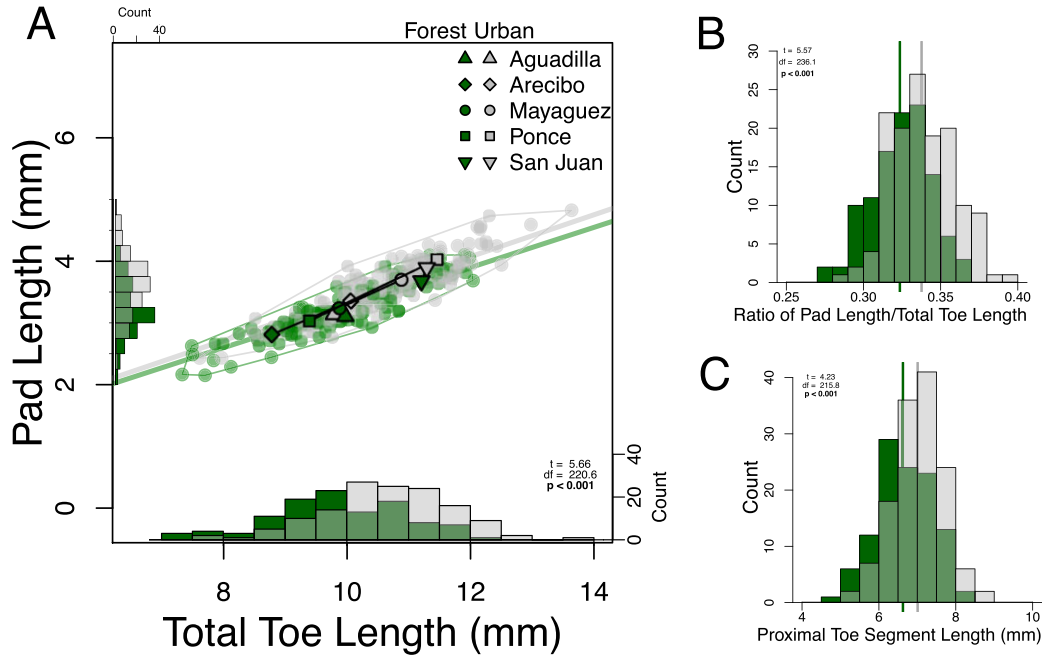 A
Count
0 40
Forest Urban
Aguadilla
Arecibo
Mayaguez
Ponce
San Juan
Pad Length (mm)
6
4
2
0
t = 5.66
df = 220.6
p < 0.001
40
20
0
Count
8 10 12 14
Total Toe Length (mm)
B
t = 5.57
df = 236.1
p < 0.001
Count
30
25
20
15
10
5
0
0.25 0.30 0.35 0.40
Ratio of Pad Length/Total Toe Length
C
t = 4.23
df = 215.8
p < 0.001
Count
40
30
20
10
0
4 6 8 10
Proximal Toe Segment Length (mm)